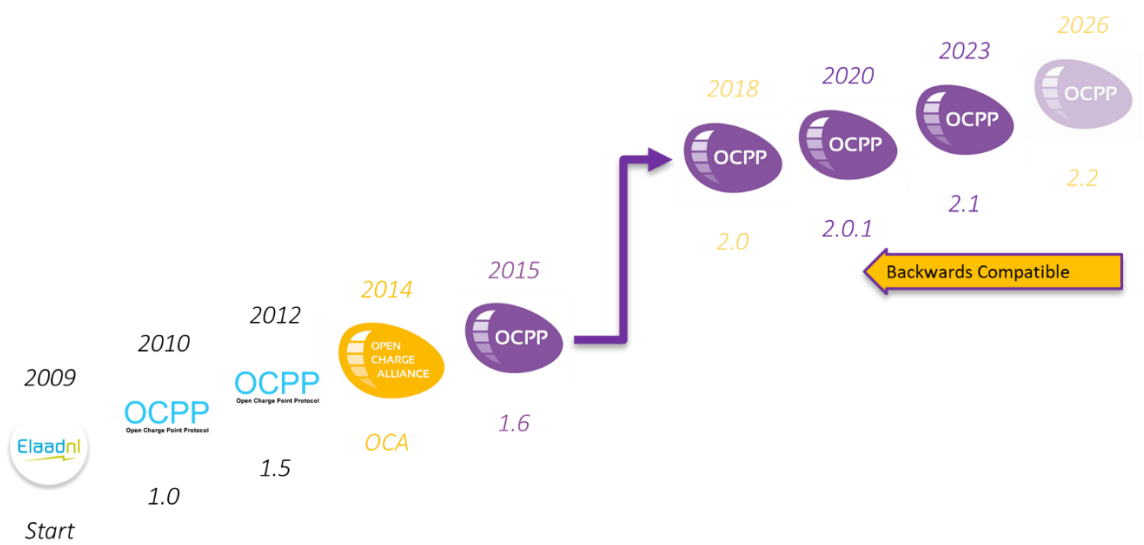 2009
Elaadnl
Start
2010
OCPP
Open Charge Point Protocol
1.0
2012
OCPP
Open Charge Point Protocol
1.5
2014
OPEN
CHARGE
ALLIANCE
OCA
2015
OCPP
1.6
2018
OCPP
2.0
2020
OCPP
2.0.1
2023
OCPP
2.1
2026
OCPP
2.2
Backwards Compatible